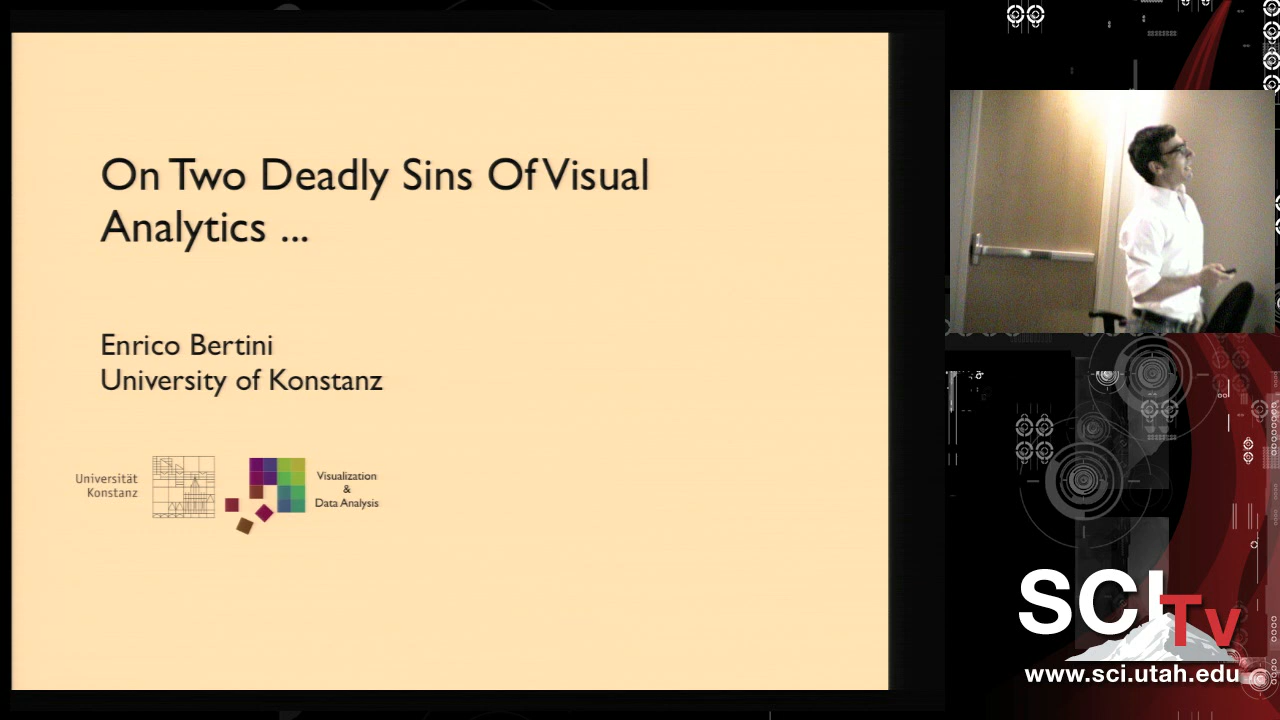 On Two Deadly Sins Of Visual
Analytics ...
Enrico Bertini
University of Konstanz
Universität
Konstanz
Visualization
&
Data Analysis
SCI
Tv
www.sci.utah.edu